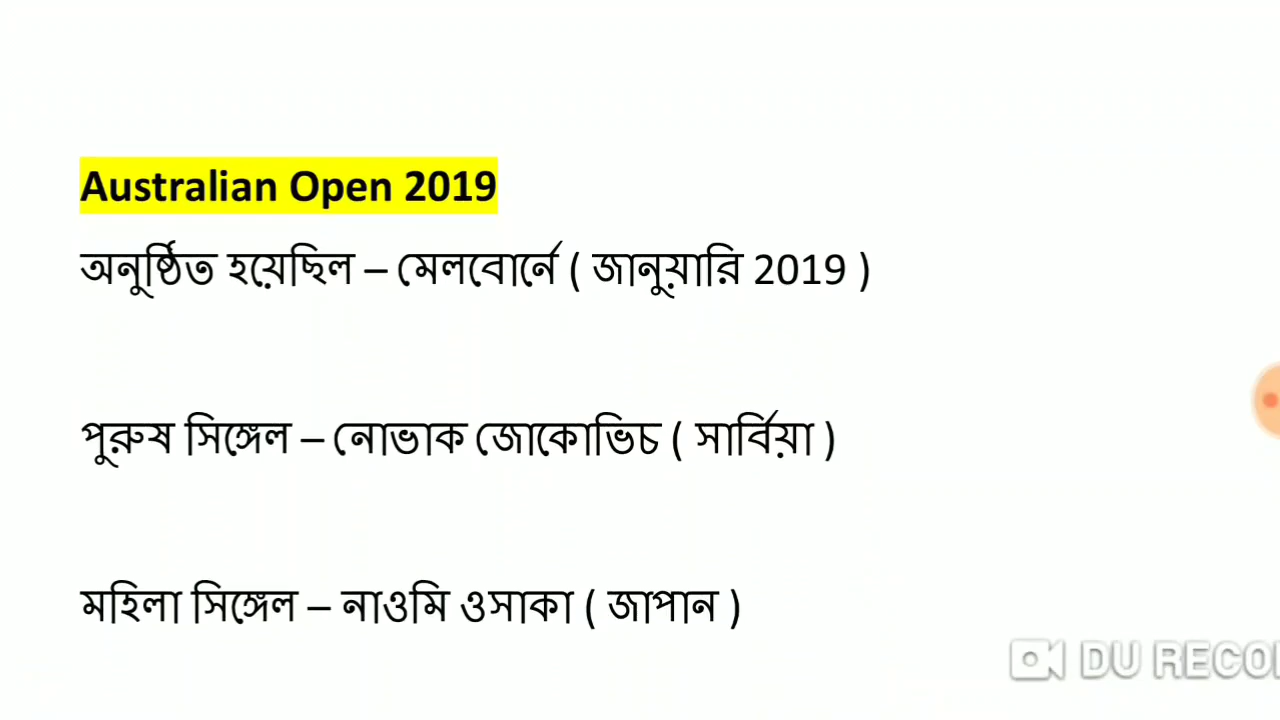 Australian Open 2019
অনুষ্ঠিত হয়েছিল – মেলবোর্নে ( জানুয়ারি 2019 )
পুরুষ সিঙ্গেল – নোভাক জোকোভিচ ( সার্বিয়া )
মহিলা সিঙ্গেল – নাওমি ওসাকা ( জাপান )
DU RECO